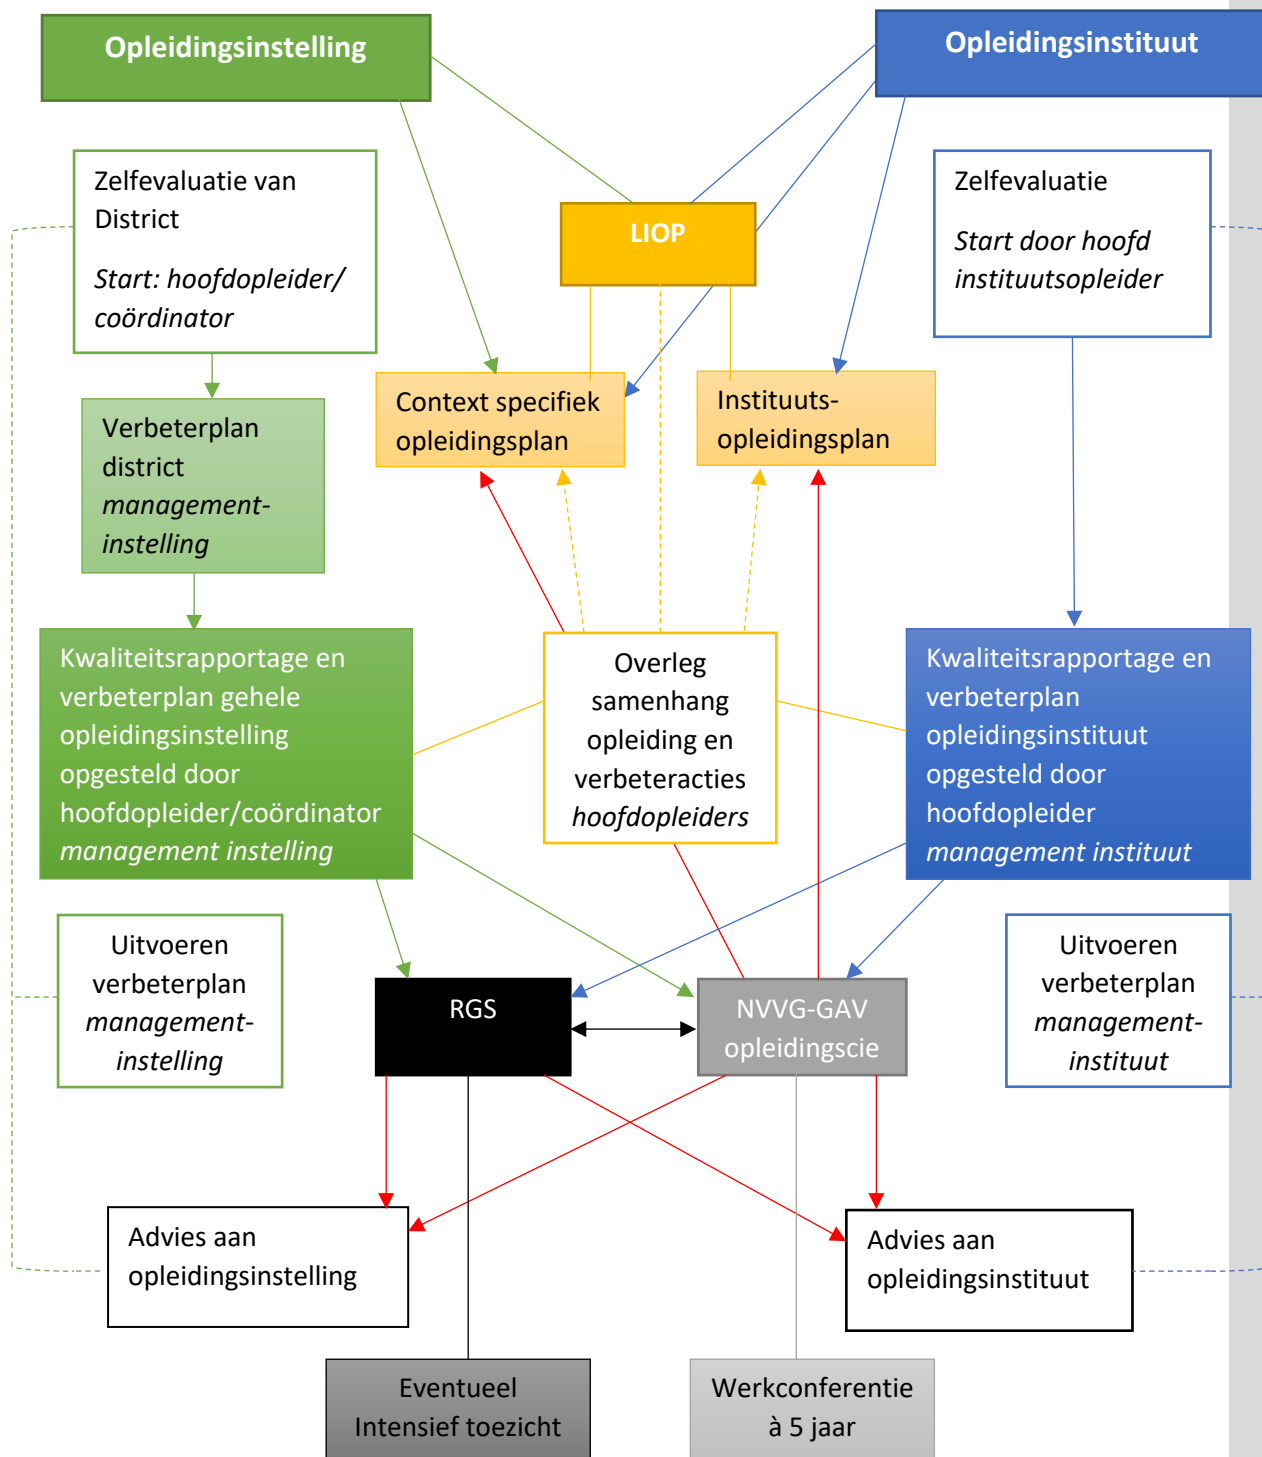 Opleidingsinstelling
Opleidingsinstituut
Zelfevaluatie van
District
Start: hoofdopleider/
coördinator
LIOP
Zelfevaluatie
Start door hoofd
instituutsopleider
Context specifiek
opleidingsplan
Instituuts-
opleidingsplan
Verbeterplan
district
management-
instelling
Kwaliteitsrapportage en
verbeterplan gehele
opleidingsinstelling
opgesteld door
hoofdopleider/coördinator
management instelling
Overleg
samenhang
opleiding en
verbeteracties
hoofdopleiders
Kwaliteitsrapportage en
verbeterplan
opleidingsinstituut
opgesteld door
hoofdopleider
management instituut
Uitvoeren
verbeterplan
management-
instelling
RGS
NVVG-GAV
opleidingscie
Uitvoeren
verbeterplan
management-
instituut
Advies aan
opleidingsinstelling
Advies aan
opleidingsinstituut
Eventueel
Intensief toezicht
Werkconferentie
à 5 jaar